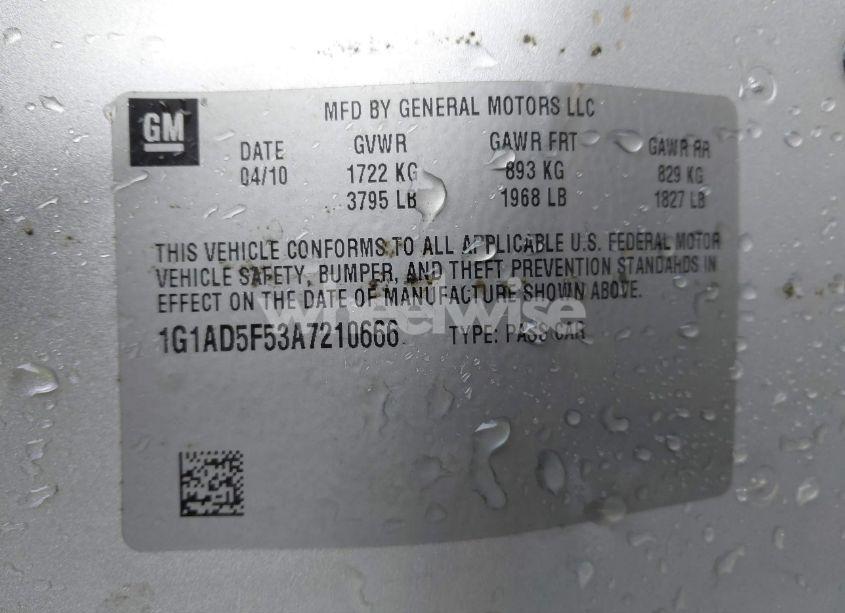 MFD BY GENERAL MOTORS LLC
GM
DATE GVWR GAWR FRT GAWR RR
04/10 1722 KG 893 KG 829 KG
3795 LB 1968 LB 1827 LB
THIS VEHICLE CONFORMS TO ALL APPLICABLE U.S. FEDERAL MOTOR
VEHICLE SAFETY, BUMPER, AND THEFT PREVENTION STANDARDS IN
EFFECT ON THE DATE OF MANUFACTURE SHOWN ABOVE.
wheelwise
1G1AD5F53A7210666 TYPE: PASS CAR